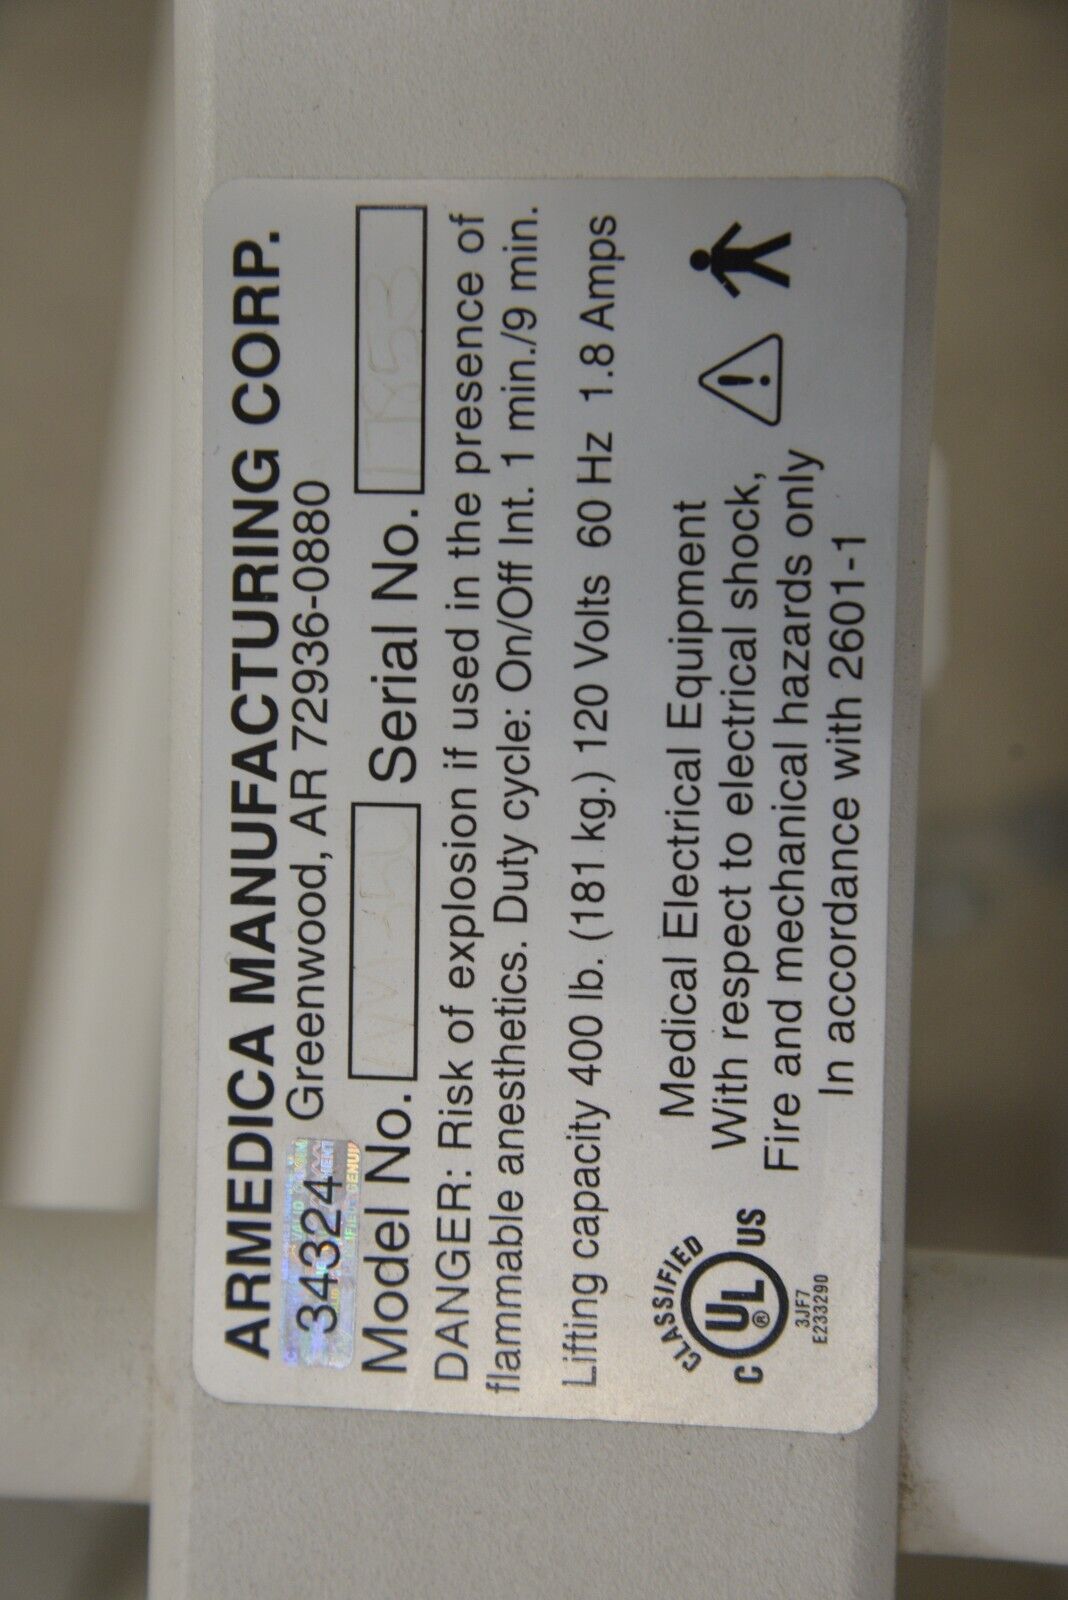 ARMEDICA MANUFACTURING CORP.
34324 Greenwood, AR 72936-0880
Model No. Serial No.
DANGER: Risk of explosion if used in the presence of
flammable anesthetics. Duty cycle: On/Off Int. 1 min./9 min.
Lifting capacity 400 lb. (181 kg.) 120 Volts 60 Hz 1.8 Amps
Medical Electrical Equipment
With respect to electrical shock,
Fire and mechanical hazards only
In accordance with 2601-1
CLASSIFIED
C UL ® US
3JF7
E233290